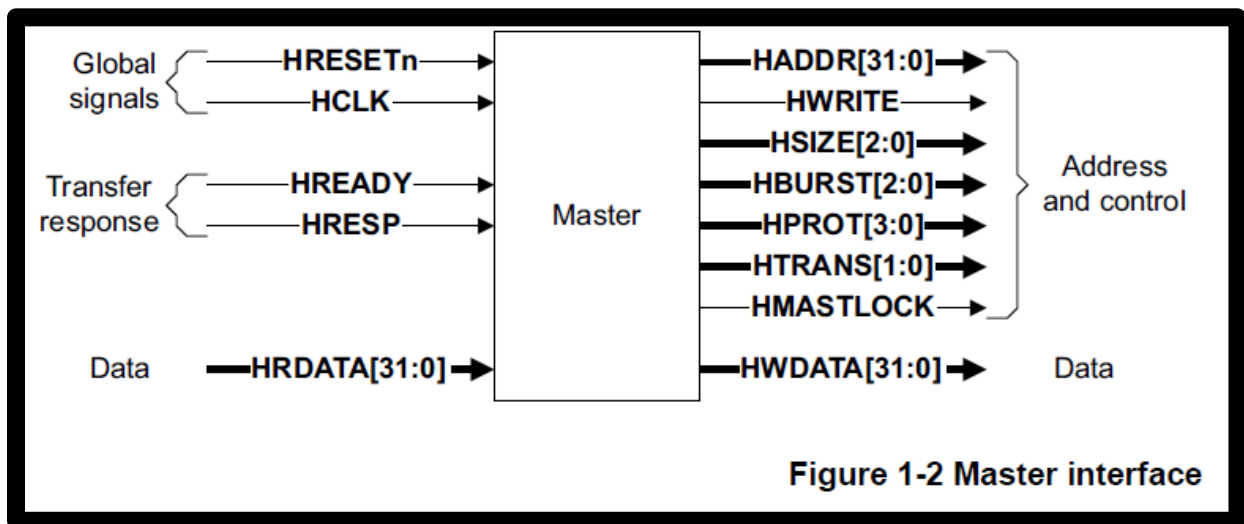 Global
signals
HRESETn
HCLK
Transfer
response
HREADY
HRESP
Data
HRDATA[31:0]
Master
HADDR[31:0]
HWRITE
HSIZE[2:0]
HBURST[2:0]
HPROT[3:0]
HTRANS[1:0]
HMASTLOCK
Address
and control
HWDATA[31:0]
Data
Figure 1-2 Master interface